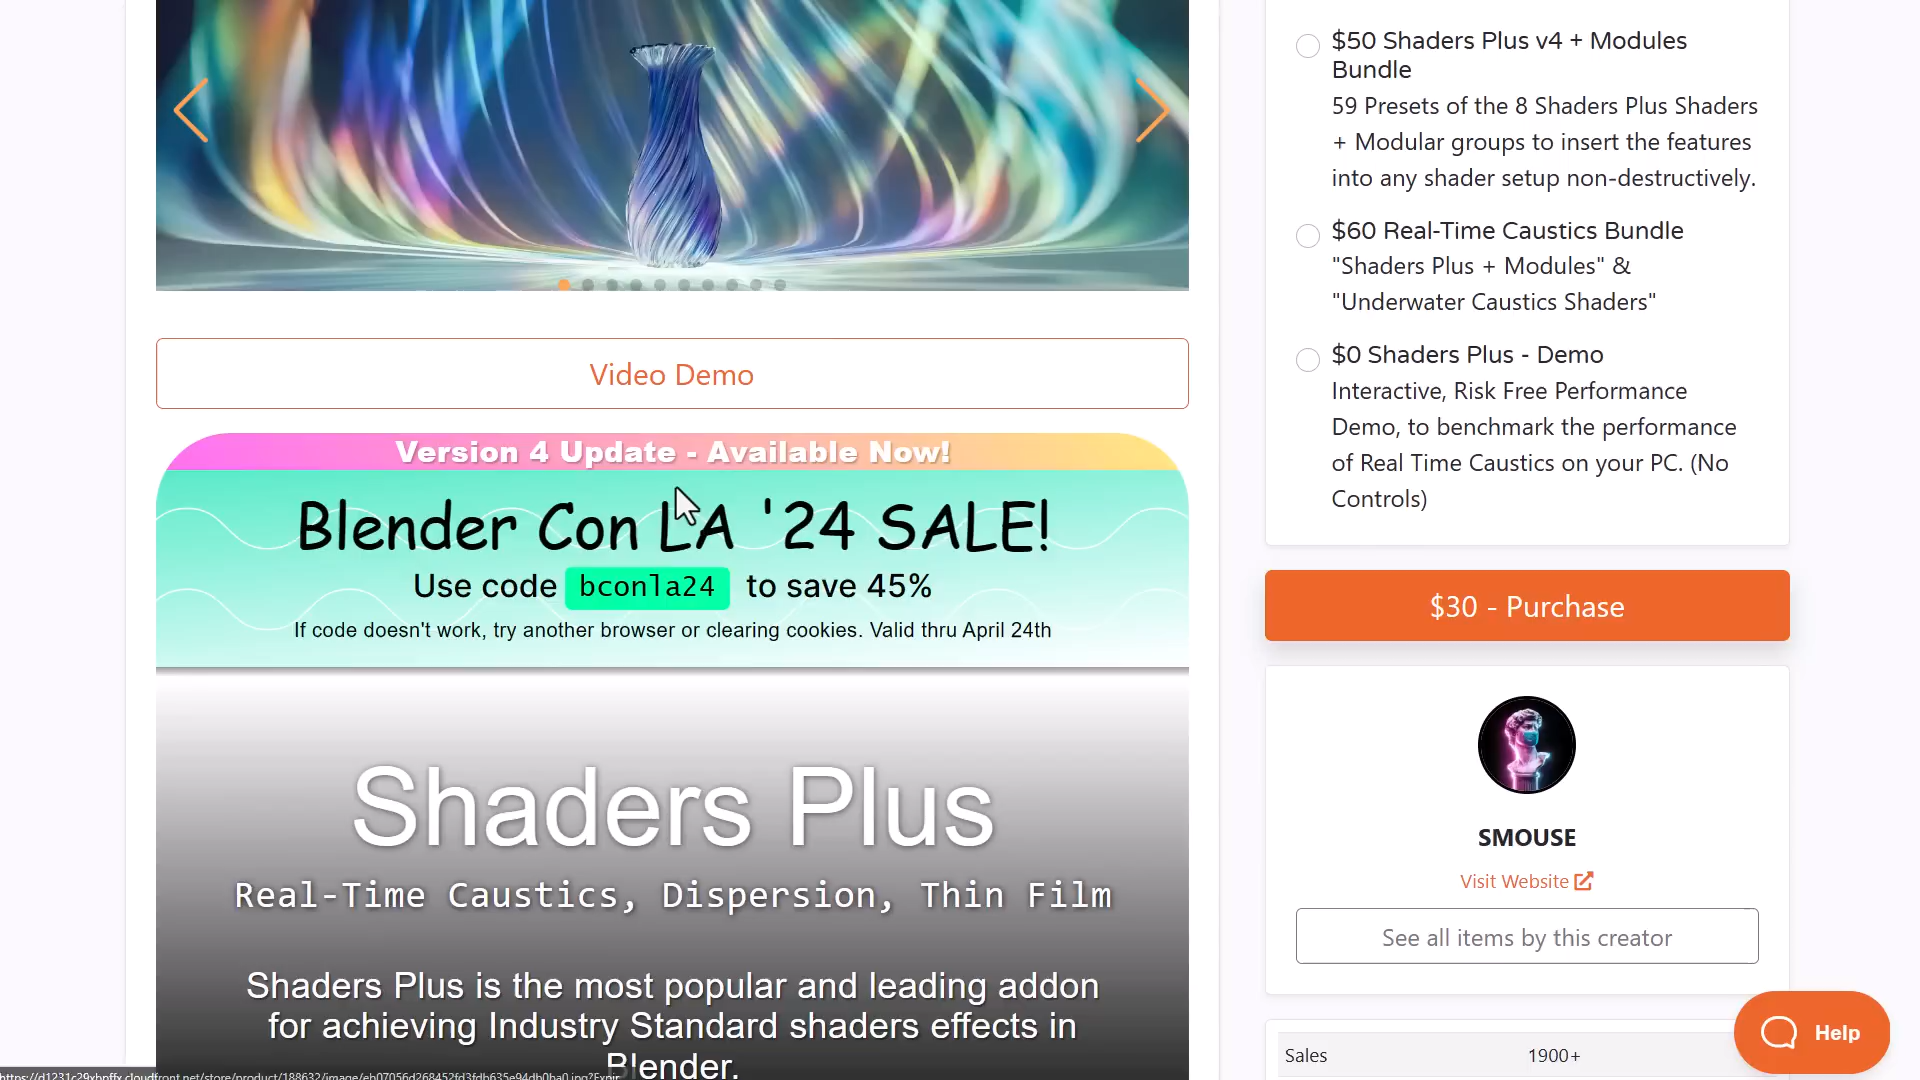 Video Demo
Version 4 Update - Available Now!
Blender Con LA '24 SALE!
Use code bconla24 to save 45%
If code doesn't work, try another browser or clearing cookies. Valid thru April 24th
Shaders Plus
Real-Time Caustics, Dispersion, Thin Film
Shaders Plus is the most popular and leading addon
for achieving Industry Standard shaders effects in
Blender.
$50 Shaders Plus v4 + Modules
Bundle
59 Presets of the 8 Shaders Plus Shaders
+ Modular groups to insert the features
into any shader setup non-destructively.
$60 Real-Time Caustics Bundle
"Shaders Plus + Modules" &
"Underwater Caustics Shaders"
$0 Shaders Plus - Demo
Interactive, Risk Free Performance
Demo, to benchmark the performance
of Real Time Caustics on your PC. (No
Controls)
$30 - Purchase
SMOUSE
Visit Website
See all items by this creator
Sales 1900+
Help